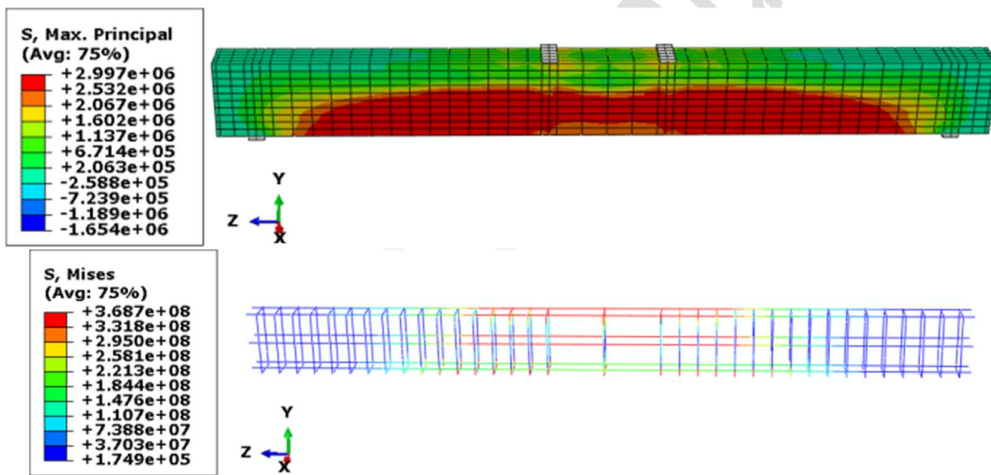 S, Max. Principal
(Avg: 75%)
+2.997e+06
+2.532e+06
+2.067e+06
+1.602e+06
+1.137e+06
+6.714e+05
+2.063e+05
-2.588e+05
-7.239e+05
-1.189e+06
-1.654e+06
Y
Z
X
S, Mises
(Avg: 75%)
+3.687e+08
+3.318e+08
+2.950e+08
+2.581e+08
+2.213e+08
+1.844e+08
+1.476e+08
+1.107e+08
+7.388e+07
+3.703e+07
+1.749e+05
Y
Z
X